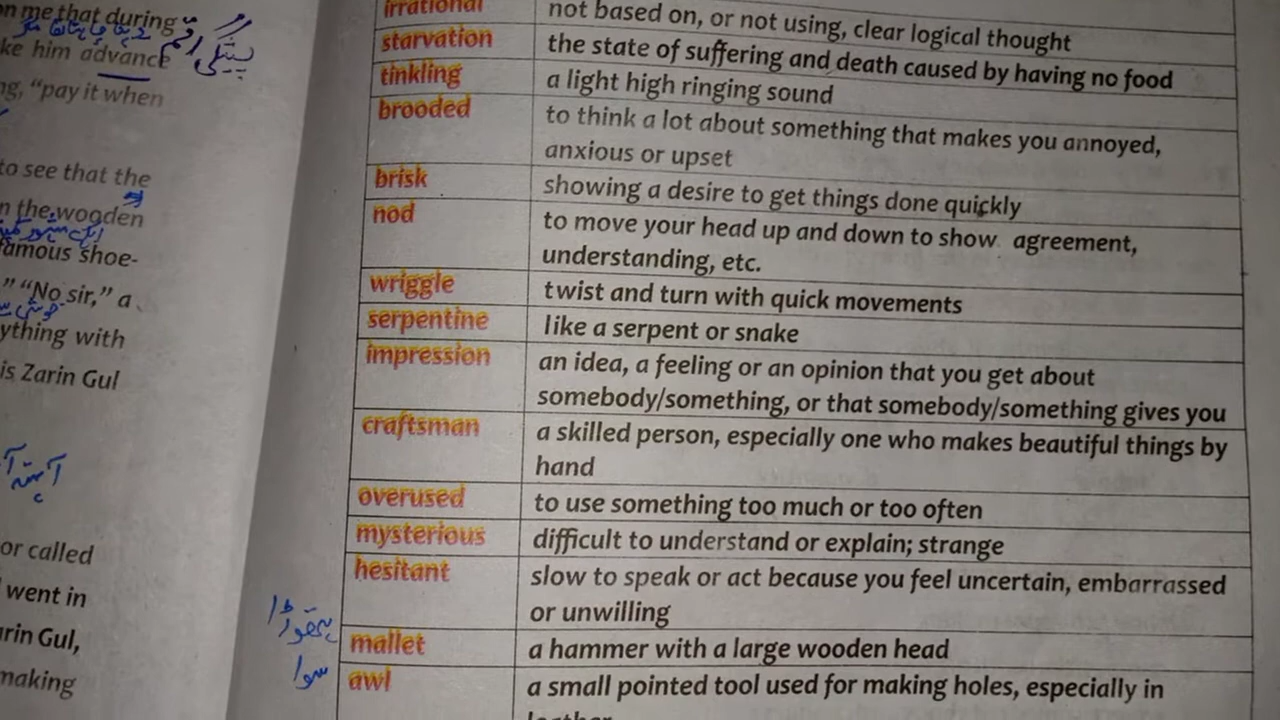 on me that during
پیشگی رقم
ke him advance
ng, “pay it when
to see that the
n the wooden
famous shoe-
” “No sir,” a
ything with
is Zarin Gul
or called
went in
arin Gul,
making
irrational not based on, or not using, clear logical thought
starvation the state of suffering and death caused by having no food
tinkling a light high ringing sound
brooded to think a lot about something that makes you annoyed,
anxious or upset
brisk showing a desire to get things done quickly
nod to move your head up and down to show agreement,
understanding, etc.
wriggle twist and turn with quick movements
serpentine like a serpent or snake
impression an idea, a feeling or an opinion that you get about
somebody/something, or that somebody/something gives you
craftsman a skilled person, especially one who makes beautiful things by
hand
overused to use something too much or too often
mysterious difficult to understand or explain; strange
hesitant slow to speak or act because you feel uncertain, embarrassed
or unwilling
ہتھوڑا
mallet a hammer with a large wooden head
سوا
awl a small pointed tool used for making holes, especially in
leather